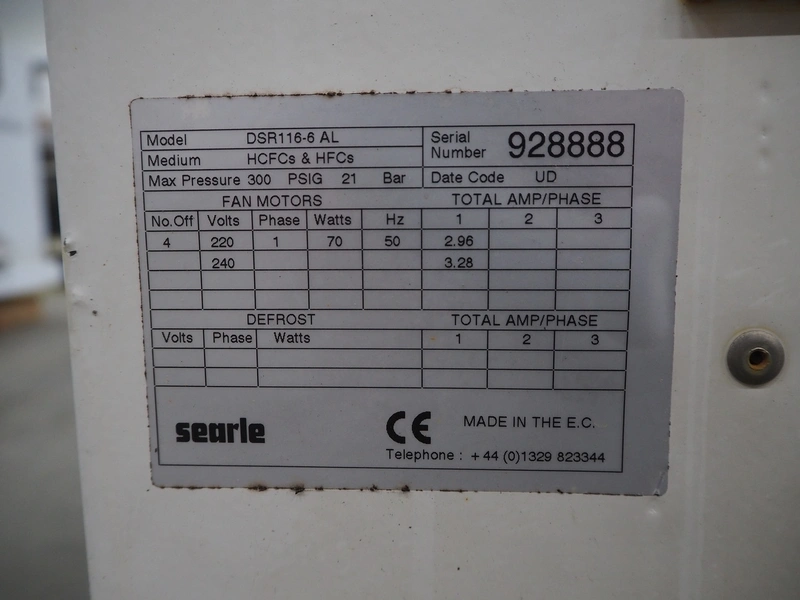 Model DSR116-6 AL Serial Number 928888
Medium HCFCs & HFCs
Max Pressure 300 PSIG 21 Bar Date Code UD
FAN MOTORS TOTAL AMP/PHASE
No.Off Volts Phase Watts Hz 1 2 3
4 220 1 70 50 2.96
240 3.28
DEFROST TOTAL AMP/PHASE
Volts Phase Watts 1 2 3
searle CE MADE IN THE E.C.
Telephone : +44 (0)1329 823344